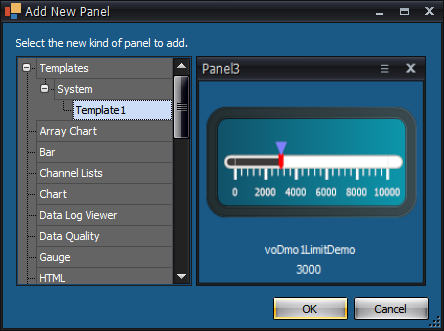 Add New Panel
Select the new kind of panel to add.
Templates
System
Template1
Array Chart
Bar
Channel Lists
Chart
Data Log Viewer
Data Quality
Gauge
HTML
Panel3
0 2000 4000 6000 8000 10000
voDmo1LimitDemo
3000
OK Cancel